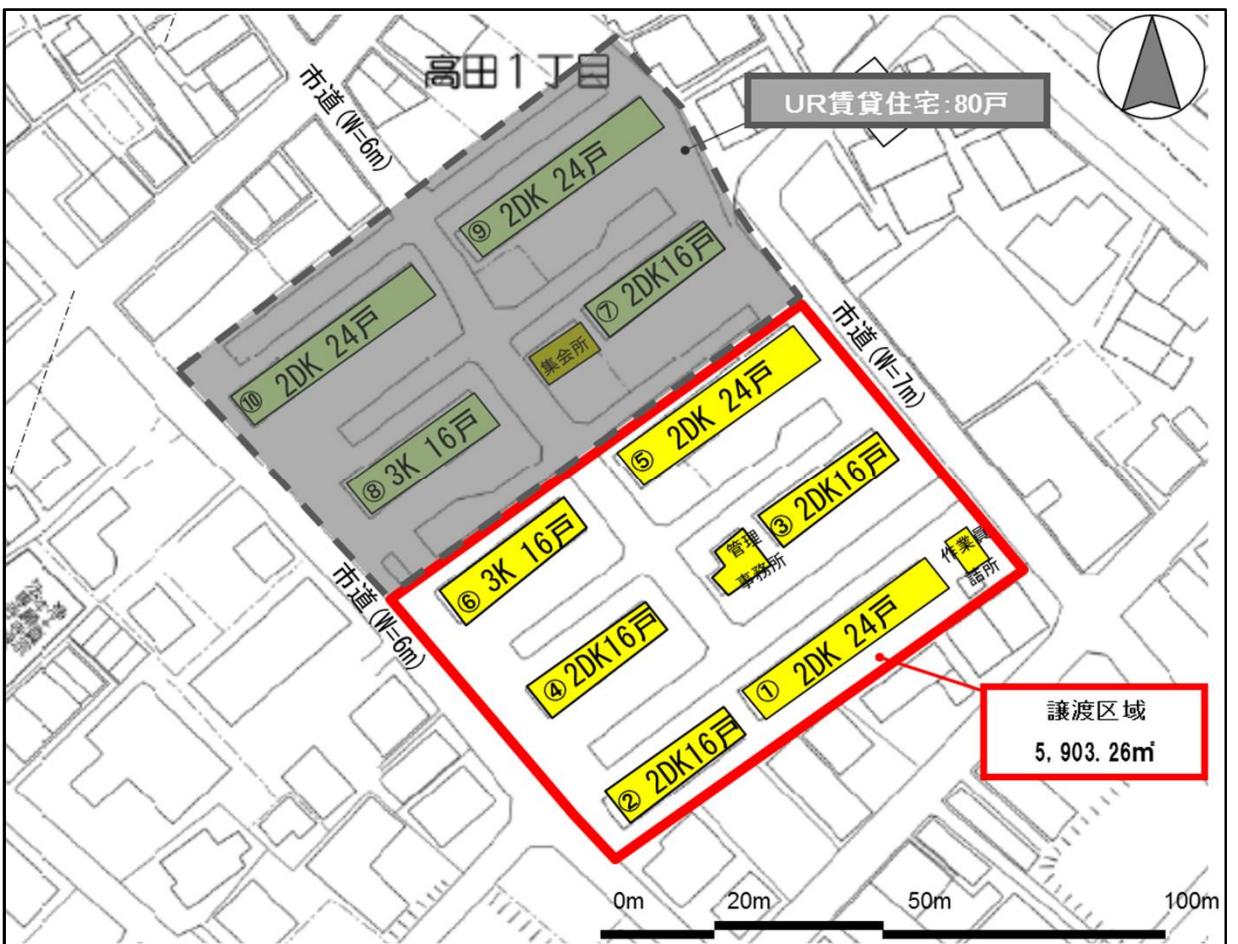 高田1丁目
市道(W=6m)
UR賃貸住宅:80戸
⑨ 2DK 24戸
⑦ 2DK16戸
集会所
⑩ 2DK 24戸
⑧ 3K 16戸
市道(W=7m)
⑤ 2DK 24戸
③ 2DK16戸
管理
事務所
作業員
詰所
⑥ 3K 16戸
市道(W=6m)
④ 2DK16戸
① 2DK 24戸
② 2DK16戸
譲渡区域
5,903.26㎡
0m 20m 50m 100m